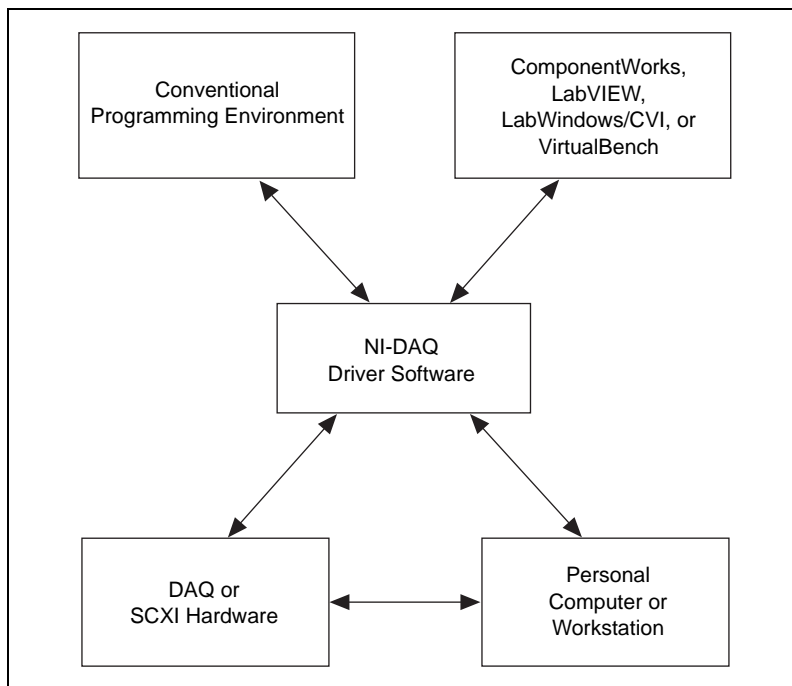 Conventional
Programming Environment
ComponentWorks,
LabVIEW,
LabWindows/CVI, or
VirtualBench
NI-DAQ
Driver Software
DAQ or
SCXI Hardware
Personal
Computer or
Workstation